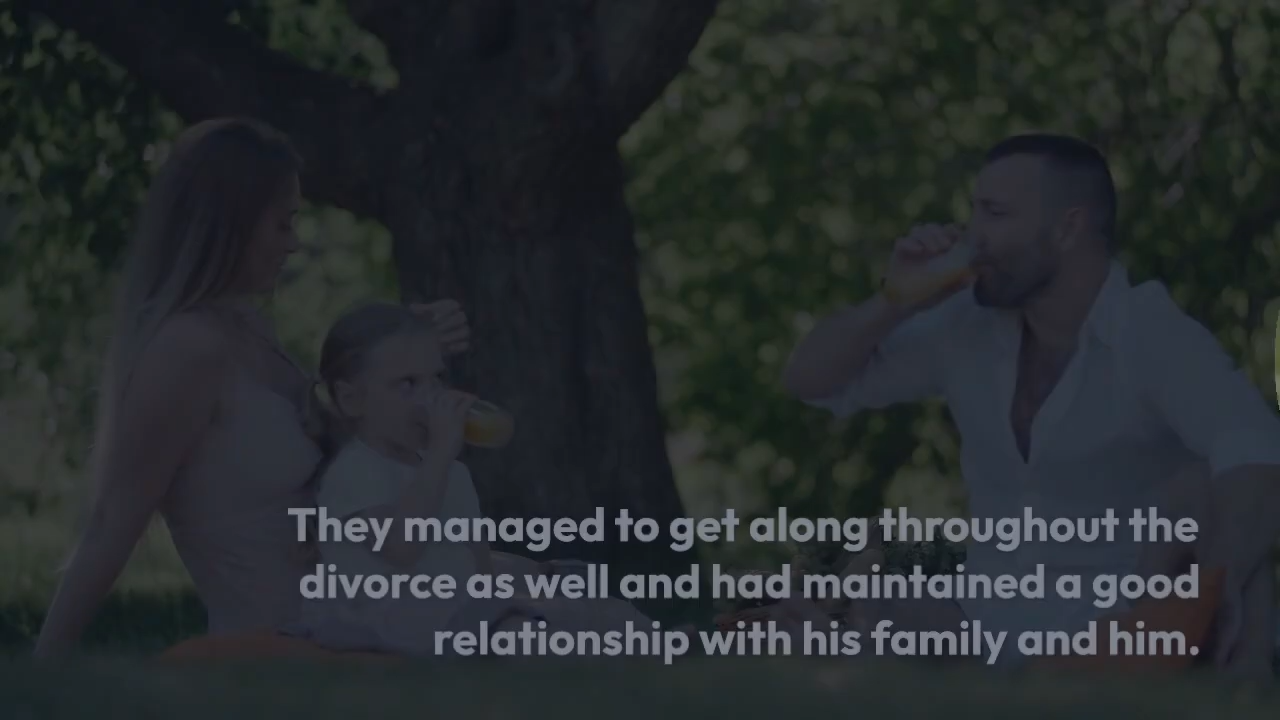 They managed to get along throughout the
divorce as well and had maintained a good
relationship with his family and him.